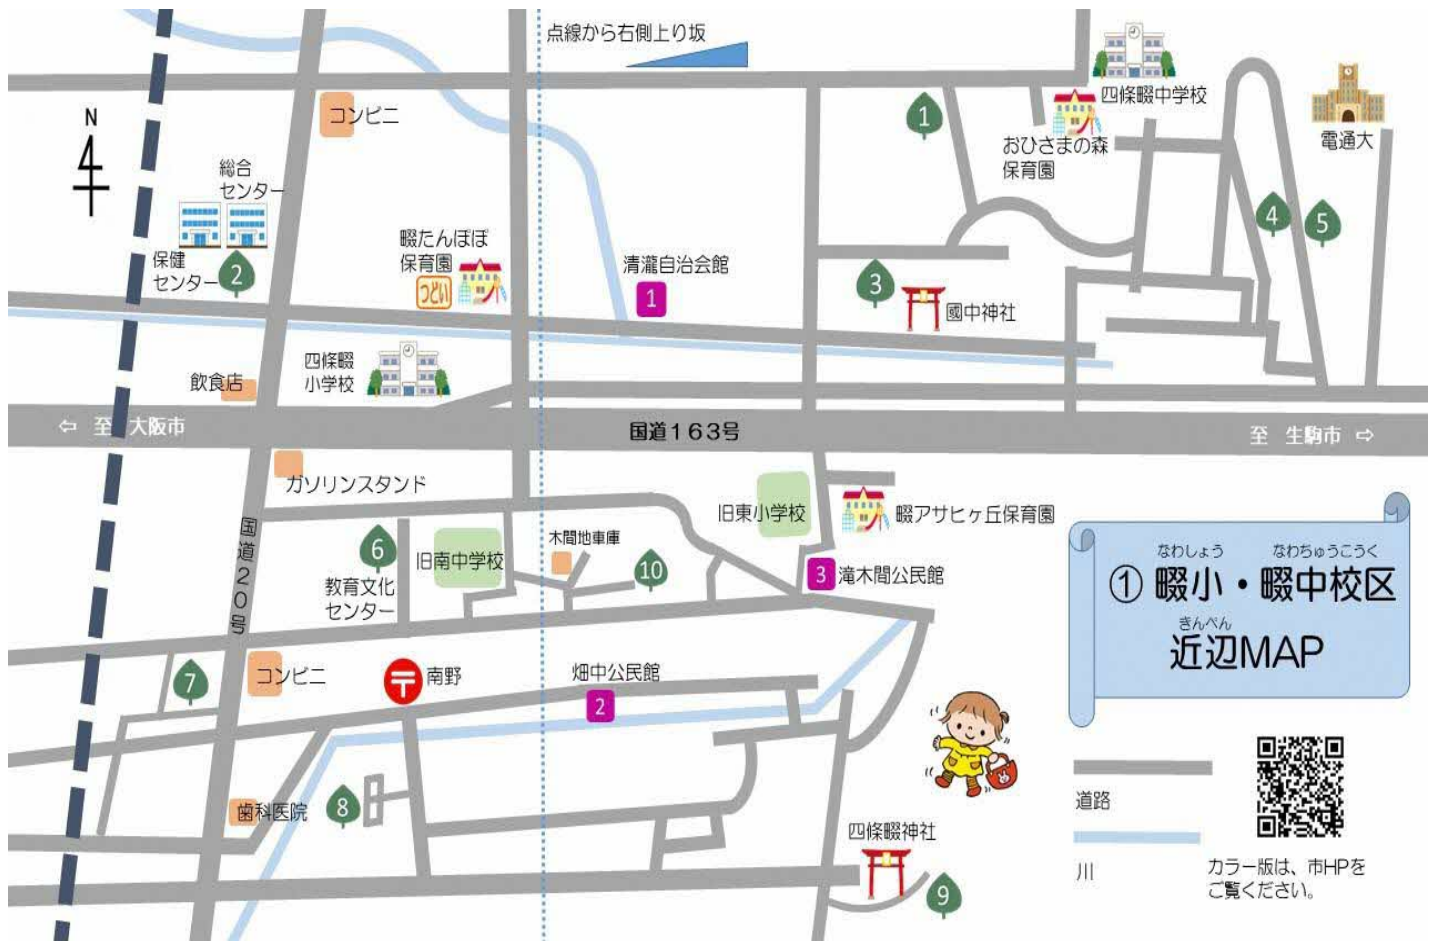 点線から右側上り坂
四條畷中学校
電通大
N
コンビニ
1
おひさまの森
保育園
総合
センター
保健
センター
2
畷たんぽぽ
保育園
つどい
清瀧自治会館
1
3
國中神社
4
5
飲食店
四條畷
小学校
⇦ 至 大阪市
国道163号
至 生駒市 ⇨
ガソリンスタンド
国道20号
6
教育文化
センター
旧南中学校
木間地車庫
10
旧東小学校
畷アサヒヶ丘保育園
3
滝木間公民館
なわしょう なわちゅうこうく
① 畷小・畷中校区
きんぺん
近辺MAP
7
コンビニ
〒
南野
畑中公民館
2
歯科医院
8
四條畷神社
9
道路
川
カラー版は、市HPを
ご覧ください。